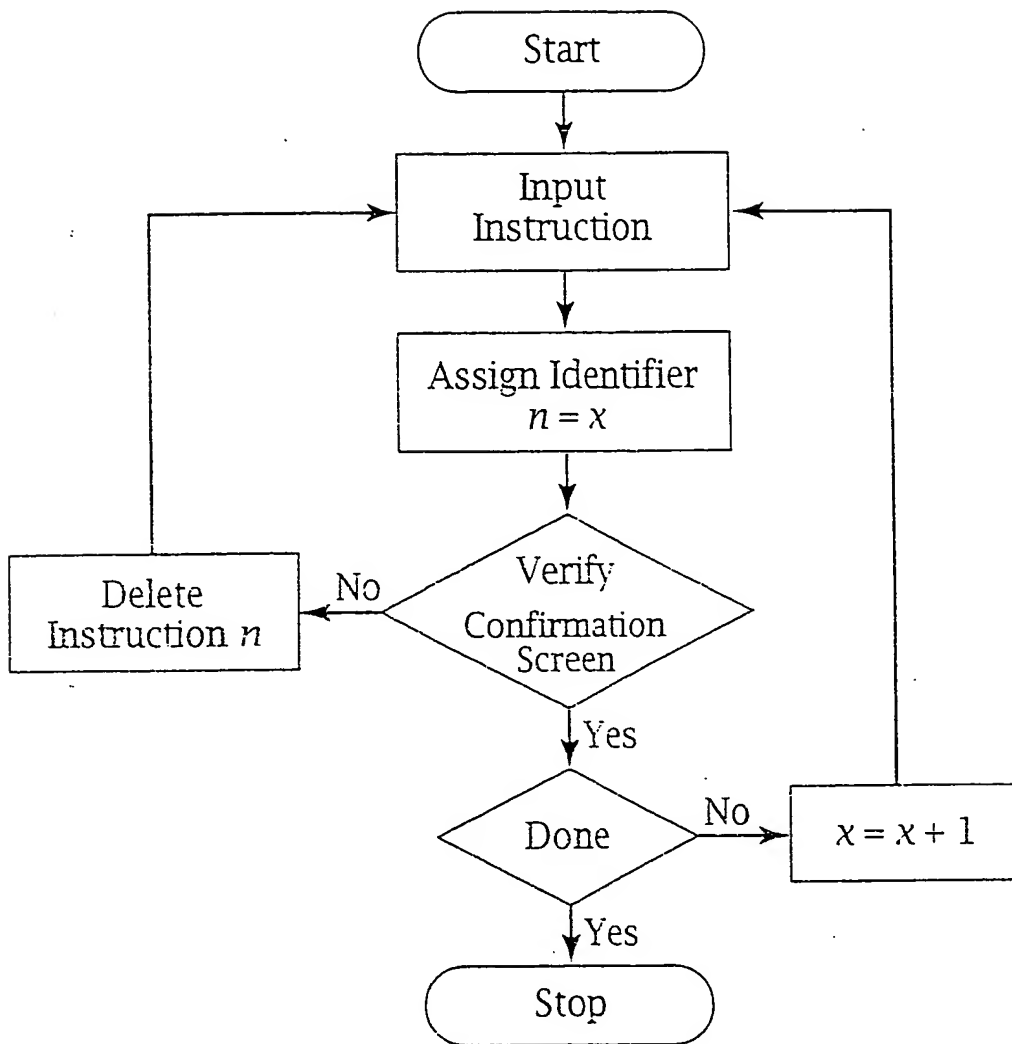 Start
Input
Instruction
Assign Identifier
n = x
Verify
Confirmation
Screen
No
Delete
Instruction n
Yes
Done
No
x = x + 1
Yes
Stop